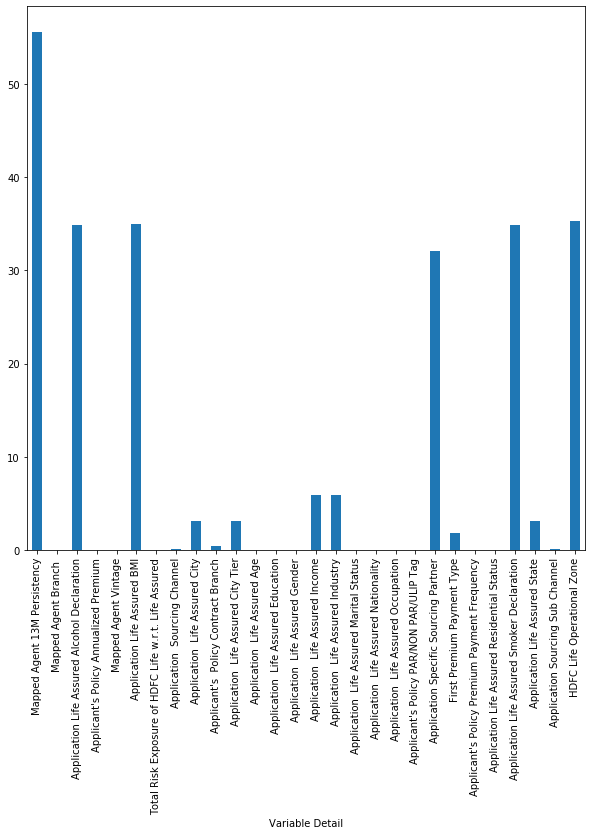 50
40
30
20
10
0
Mapped Agent 13M Persistency
Mapped Agent Branch
Application Life Assured Alcohol Declaration
Applicant's Policy Annualized Premium
Mapped Agent Vintage
Application Life Assured BMI
Total Risk Exposure of HDFC Life w.r.t. Life Assured
Application  Sourcing Channel
Application  Life Assured City
Applicant's  Policy Contract Branch
Application  Life Assured City Tier
Application  Life Assured Age
Application  Life Assured Education
Application  Life Assured Gender
Application  Life Assured Income
Application  Life Assured Industry
Application  Life Assured Marital Status
Application  Life Assured Nationality
Application  Life Assured Occupation
Applicant's Policy PAR/NON PAR/ULIP Tag
Application Specific Sourcing Partner
First Premium Payment Type
Applicant's Policy Premium Payment Frequency
Application Life Assured Residential Status
Application Life Assured Smoker Declaration
Application Life Assured State
Application Sourcing Sub Channel
HDFC Life Operational Zone
Variable Detail